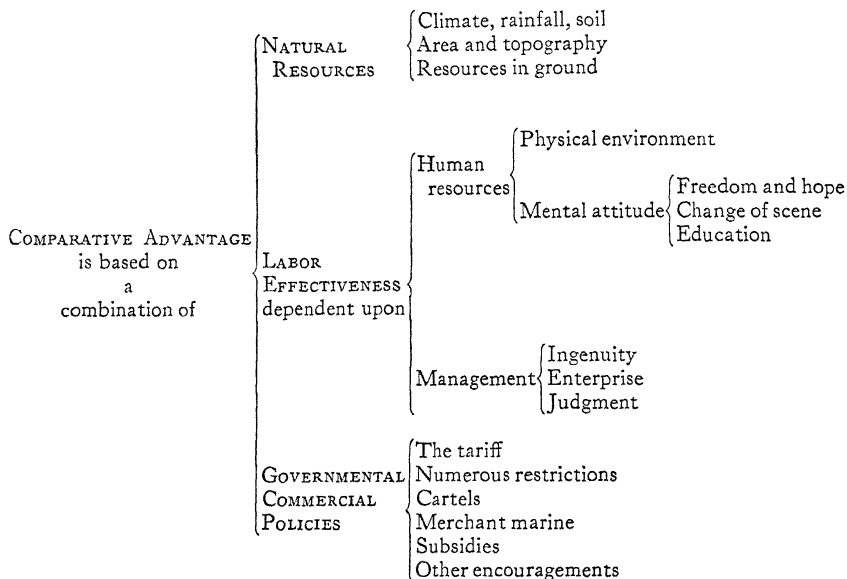 COMPARATIVE ADVANTAGE
is based on
a
combination of
NATURAL
RESOURCES
Climate, rainfall, soil
Area and topography
Resources in ground
LABOR
EFFECTIVENESS
dependent upon
Human
resources
Physical environment
Mental attitude
Freedom and hope
Change of scene
Education
Management
Ingenuity
Enterprise
Judgment
GOVERNMENTAL
COMMERCIAL
POLICIES
The tariff
Numerous restrictions
Cartels
Merchant marine
Subsidies
Other encouragements